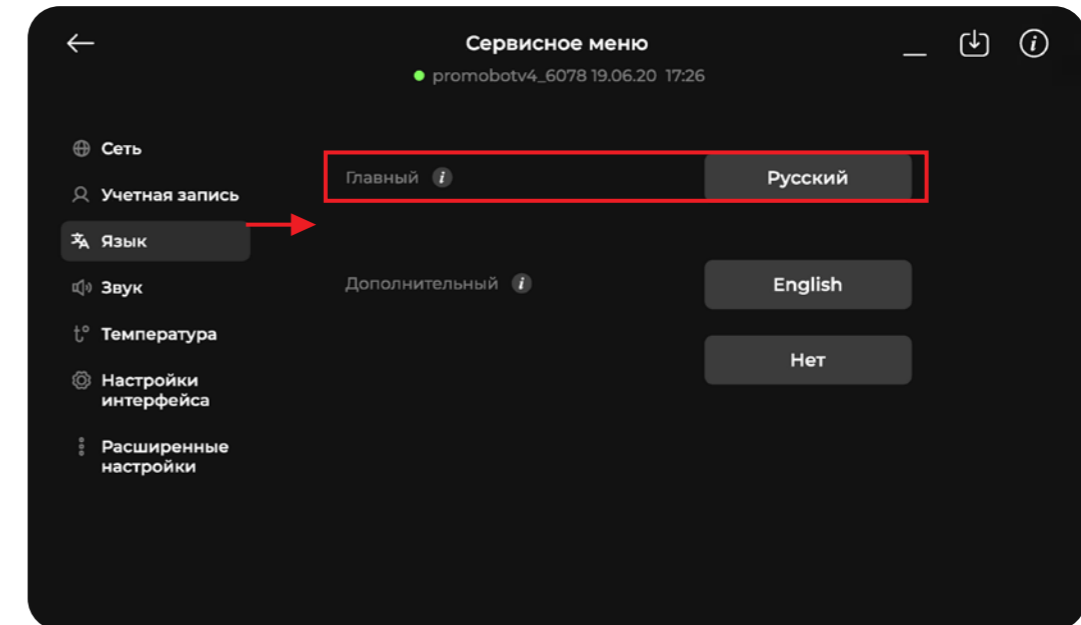 Сервисное меню
promobotv4_6078 19.06.20 17:26
Сеть
Учетная запись
Язык
Звук
Температура
Настройки
интерфейса
Расширенные
настройки
Главный
Русский
Дополнительный
English
Нет